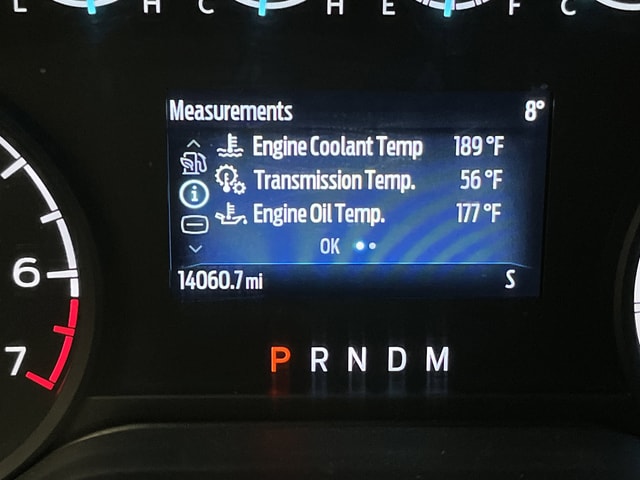 L H C H E F C
Measurements 8°
Engine Coolant Temp 189 °F
Transmission Temp. 56 °F
Engine Oil Temp. 177 °F
OK
14060.7 mi S
6
7
P R N D M